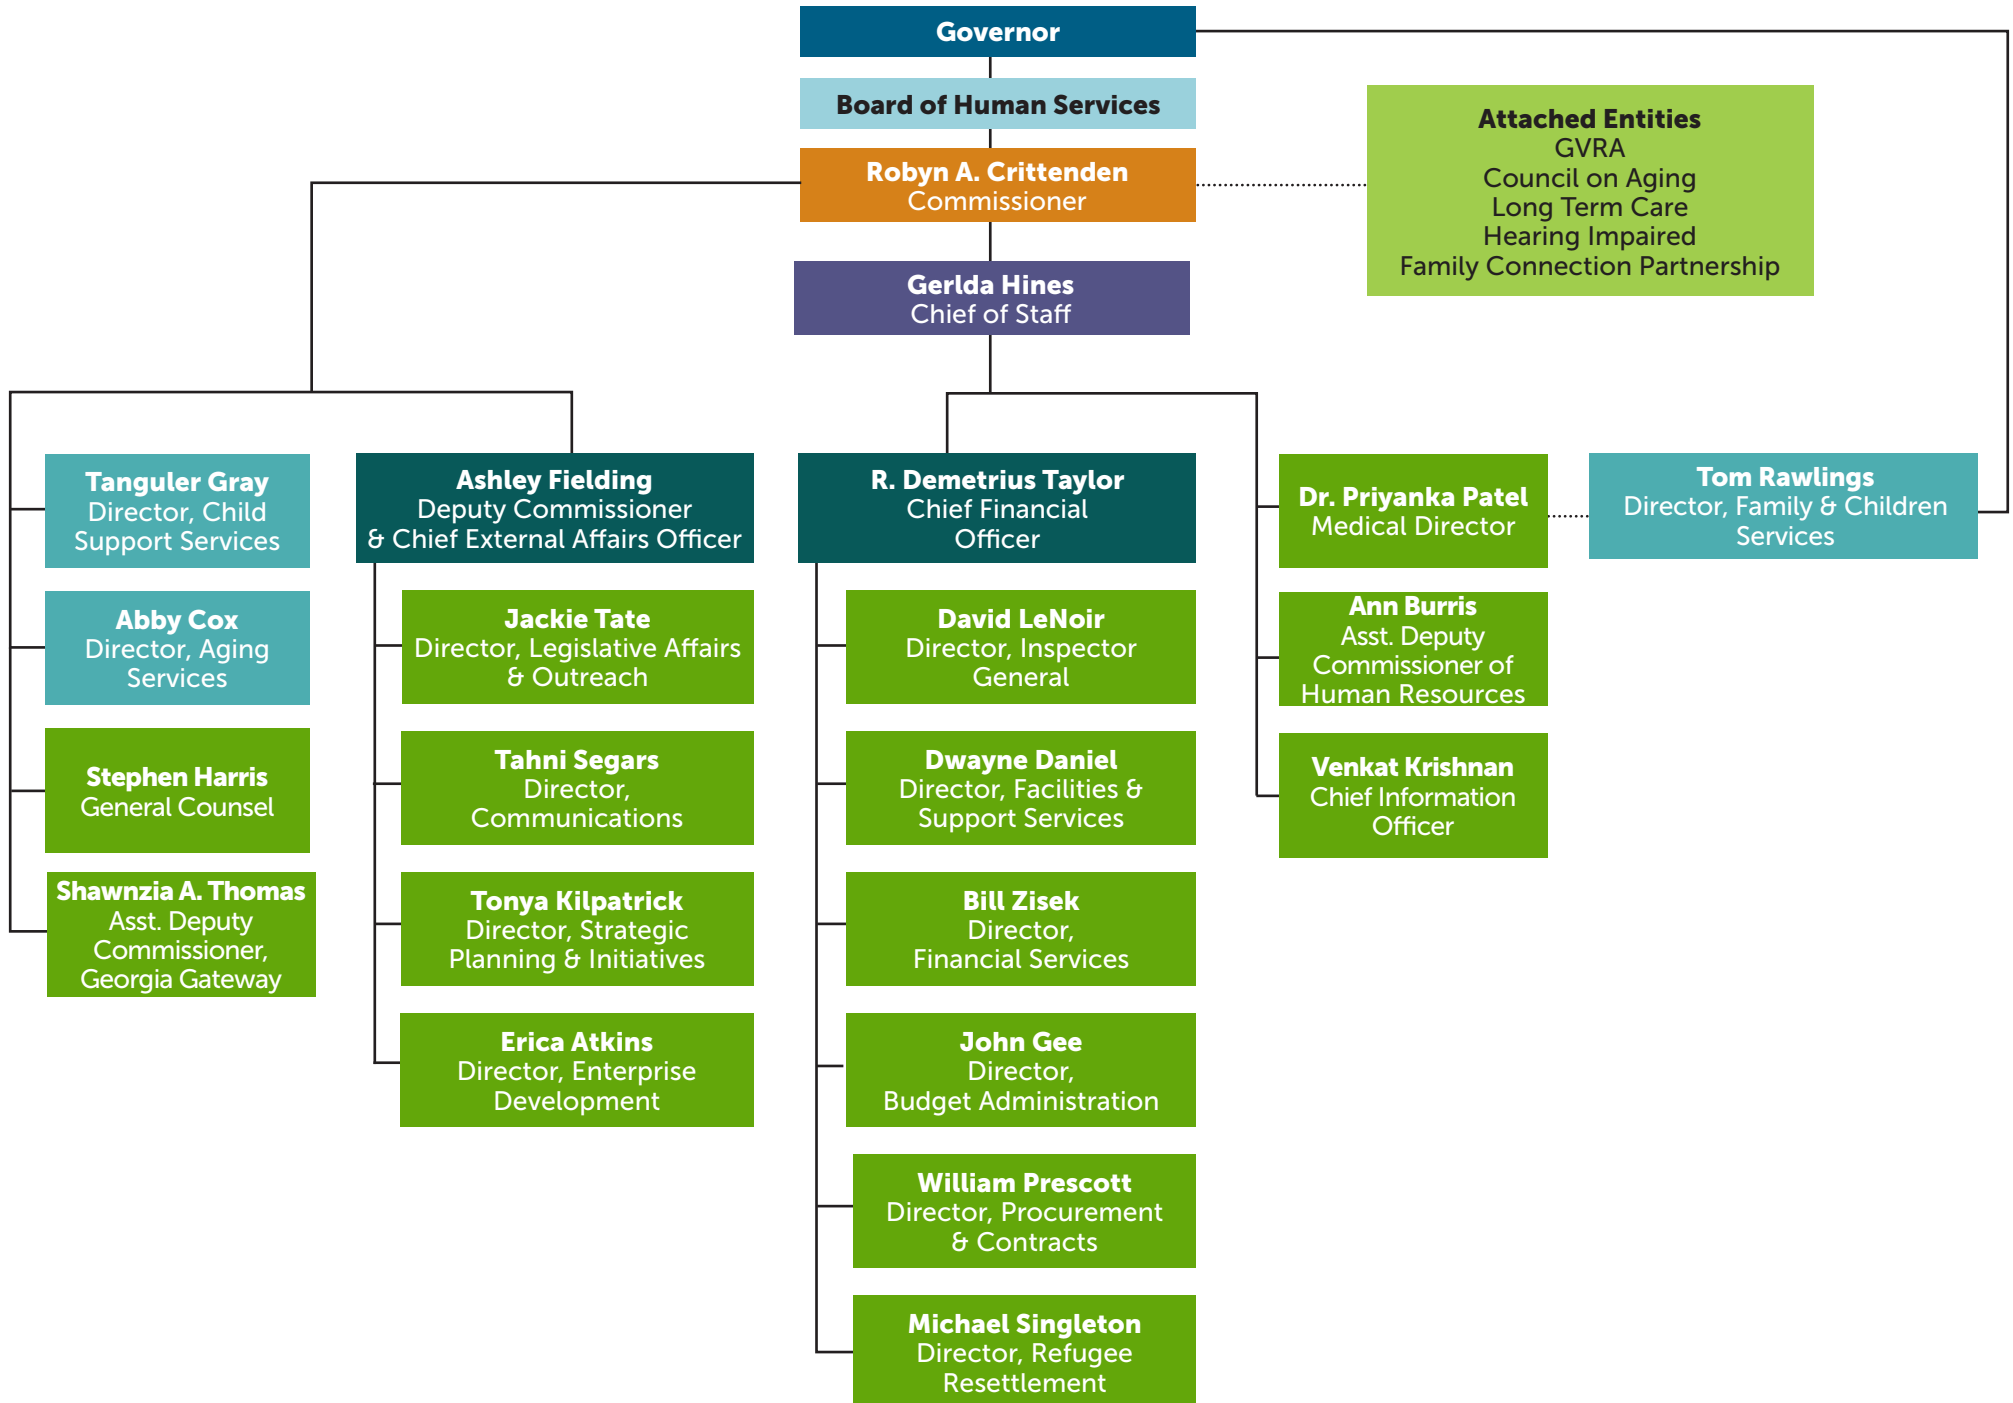 Governor
Board of Human Services
Robyn A. Crittenden
Commissioner
Attached Entities
GVRA
Council on Aging
Long Term Care
Hearing Impaired
Family Connection Partnership
Gerlda Hines
Chief of Staff
Tanguler Gray
Director, Child
Support Services
Abby Cox
Director, Aging
Services
Stephen Harris
General Counsel
Shawnzia A. Thomas
Asst. Deputy
Commissioner,
Georgia Gateway
Ashley Fielding
Deputy Commissioner
& Chief External Affairs Officer
Jackie Tate
Director, Legislative Affairs
& Outreach
Tahni Segars
Director,
Communications
Tonya Kilpatrick
Director, Strategic
Planning & Initiatives
Erica Atkins
Director, Enterprise
Development
R. Demetrius Taylor
Chief Financial
Officer
David LeNoir
Director, Inspector
General
Dwayne Daniel
Director, Facilities &
Support Services
Bill Zisek
Director,
Financial Services
John Gee
Director,
Budget Administration
William Prescott
Director, Procurement
& Contracts
Michael Singleton
Director, Refugee
Resettlement
Dr. Priyanka Patel
Medical Director
Ann Burris
Asst. Deputy
Commissioner of
Human Resources
Venkat Krishnan
Chief Information
Officer
Tom Rawlings
Director, Family & Children
Services